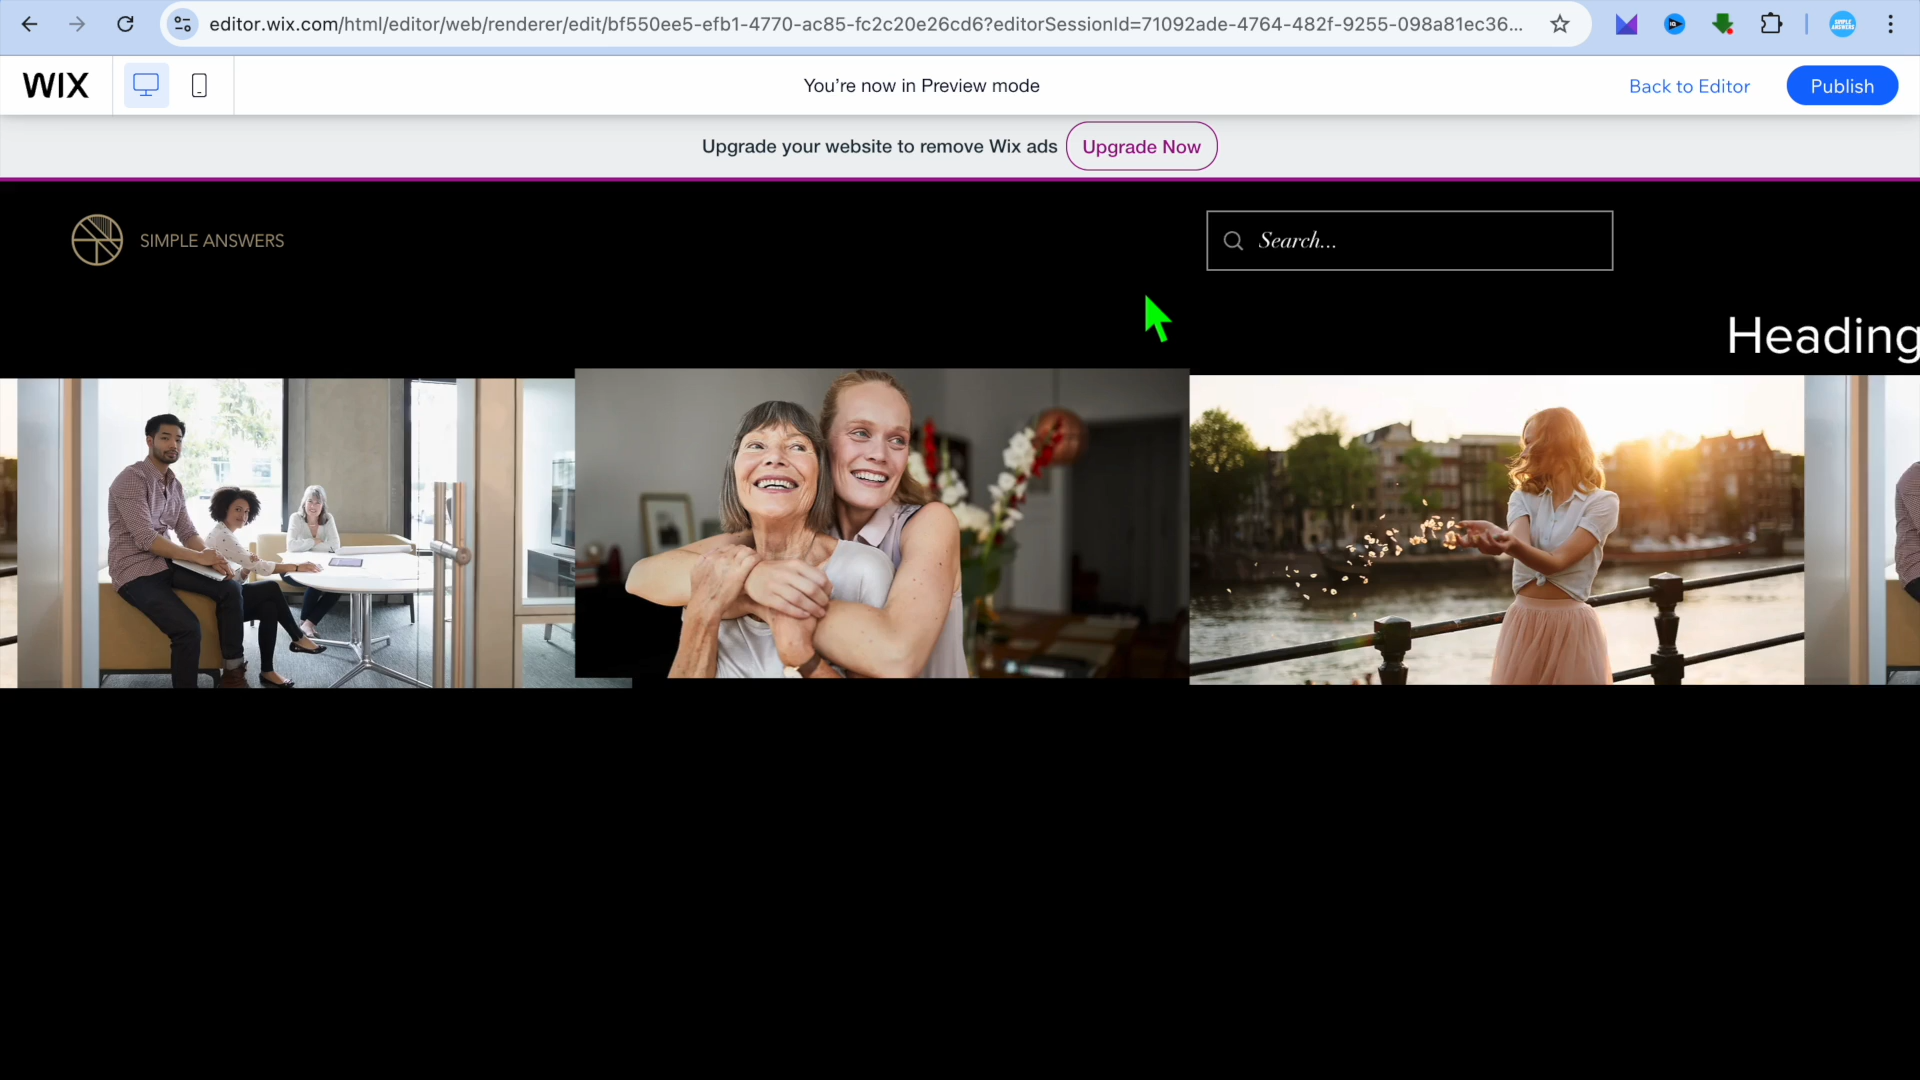 editor.wix.com/html/editor/web/renderer/edit/bf550ee5-efb1-4770-ac85-fc2c20e26cd6?editorSessionId=71092ade-4764-482f-9255-098a81ec36...
WIX
You're now in Preview mode
Back to Editor
Publish
Upgrade your website to remove Wix ads
Upgrade Now
SIMPLE ANSWERS
Search...
Heading